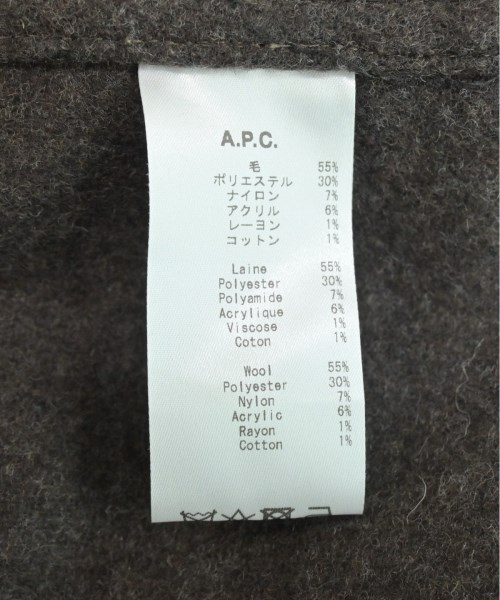 A.P.C.
毛 55%
ポリエステル 30%
ナイロン 7%
アクリル 6%
レーヨン 1%
コットン 1%
Laine 55%
Polyester 30%
Polyamide 7%
Acrylique 6%
Viscose 1%
Coton 1%
Wool 55%
Polyester 30%
Nylon 7%
Acrylic 6%
Rayon 1%
Cotton 1%